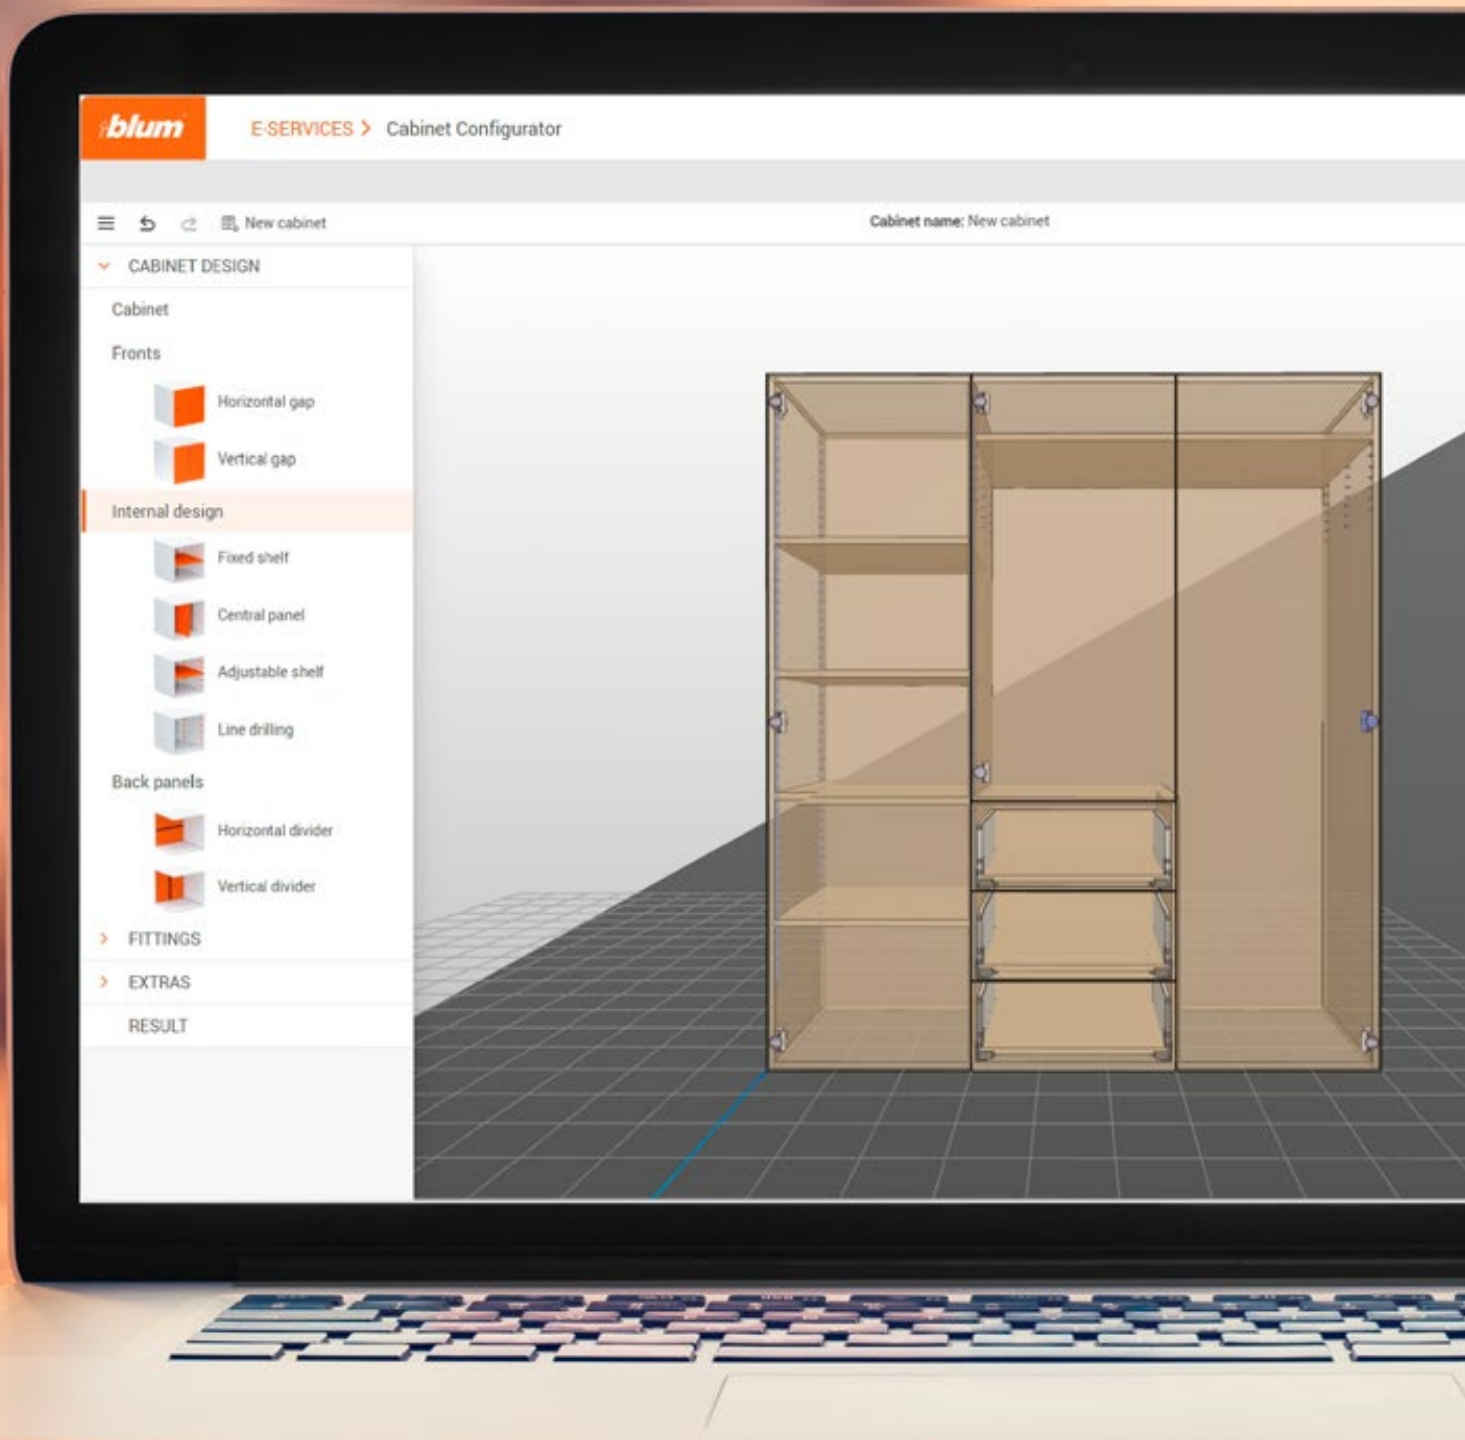 blum
E-SERVICES > Cabinet Configurator
New cabinet
Cabinet name: New cabinet
CABINET DESIGN
Cabinet
Fronts
Horizontal gap
Vertical gap
Internal design
Fixed shelf
Central panel
Adjustable shelf
Line drilling
Back panels
Horizontal divider
Vertical divider
FITTINGS
EXTRAS
RESULT